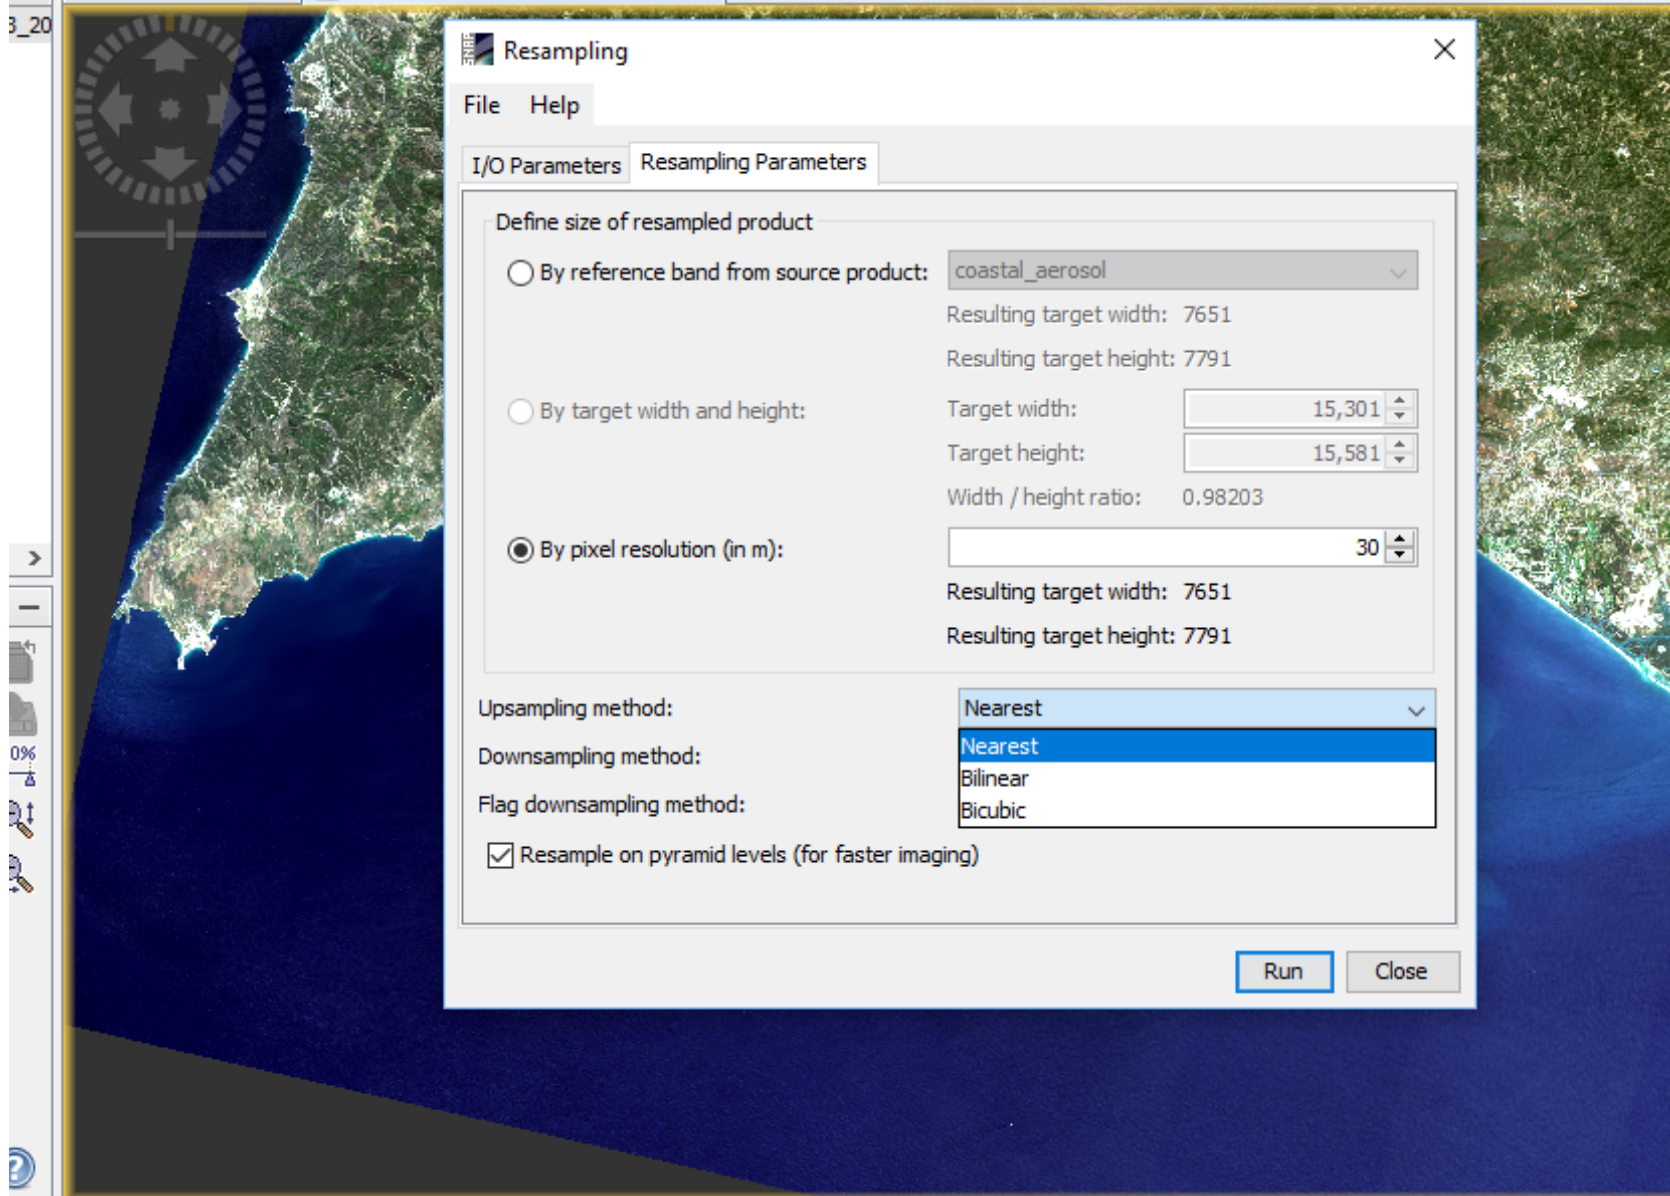 3_20
SNAP
Resampling
File Help
I/O Parameters Resampling Parameters
Define size of resampled product
By reference band from source product: coastal_aerosol
Resulting target width: 7651
Resulting target height: 7791
By target width and height: Target width: 15,301
Target height: 15,581
Width / height ratio: 0.98203
By pixel resolution (in m): 30
Resulting target width: 7651
Resulting target height: 7791
Upsampling method: Nearest
Nearest
Downsampling method:
Bilinear
Flag downsampling method:
Bicubic
Resample on pyramid levels (for faster imaging)
Run Close
0%